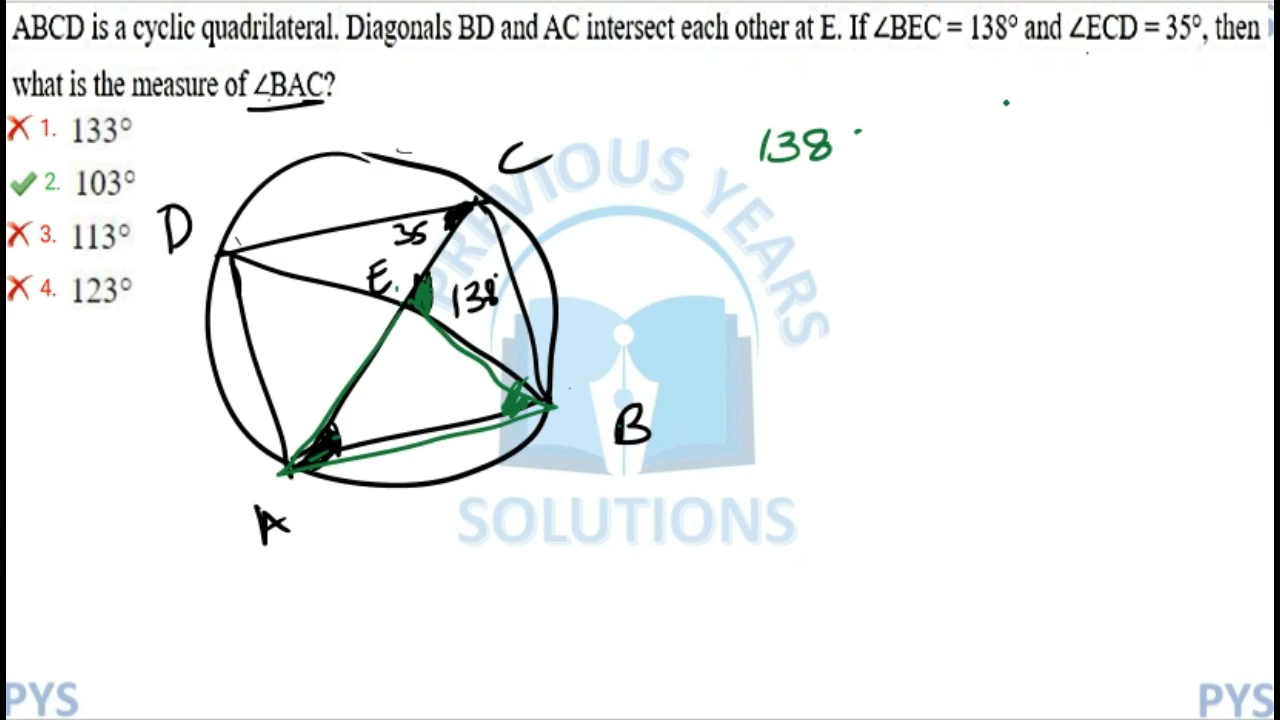 ABCD is a cyclic quadrilateral. Diagonals BD and AC intersect each other at E. If ∠BEC = 138° and ∠ECD = 35°, then
what is the measure of ∠BAC?
1. 133°
2. 103°
3. 113°
4. 123°
138
C
D
35
E
138°
B
A
PREVIOUS YEARS
SOLUTIONS
PYS
PYS